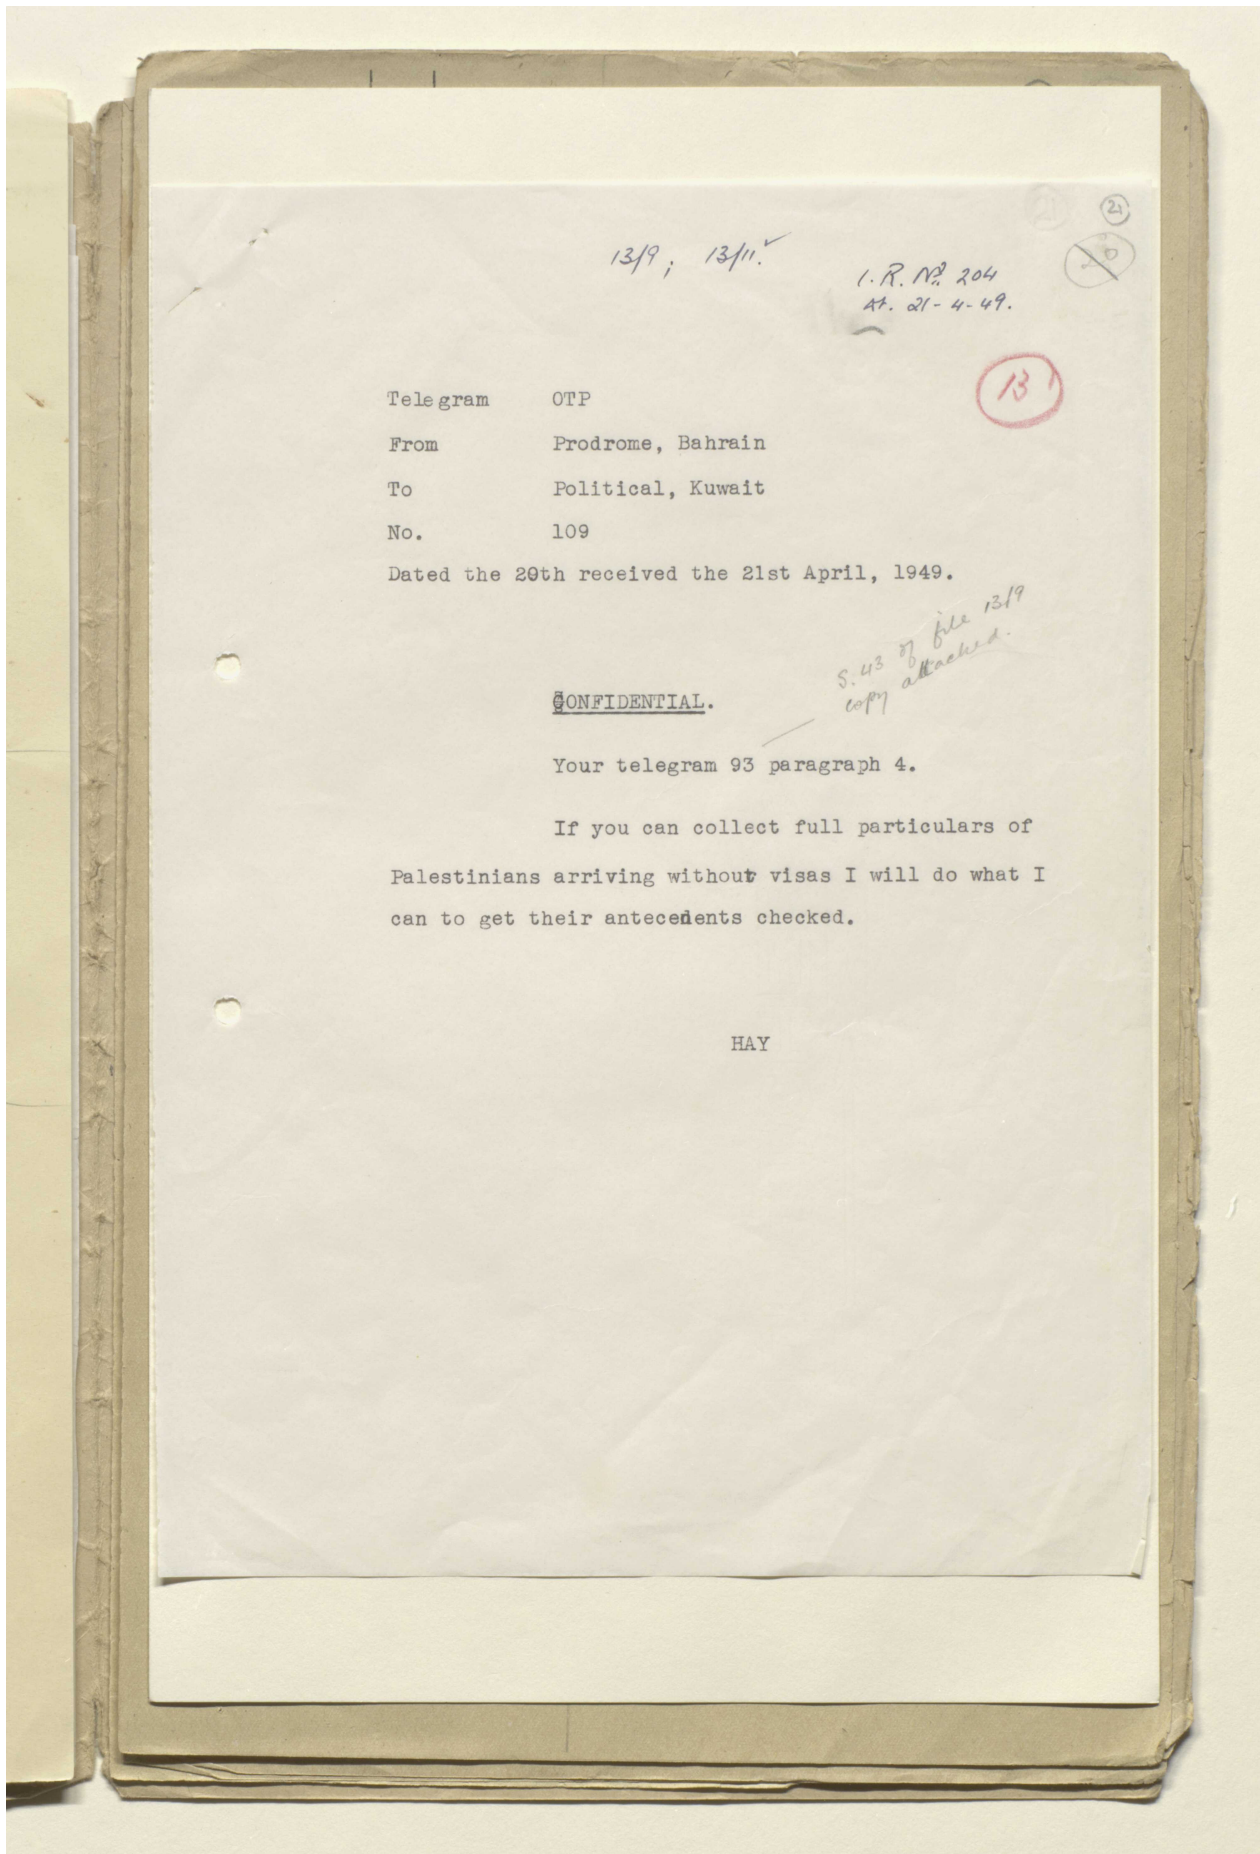 21
21
13/9; 13/11.
I.R. No. 204
dt. 21-4-49.
13
Telegram OTP
From Prodrome, Bahrain
To Political, Kuwait
No. 109
Dated the 20th received the 21st April, 1949.
S.43 of file 13/9
copy attached.
CONFIDENTIAL.
Your telegram 93 paragraph 4.
If you can collect full particulars of
Palestinians arriving without visas I will do what I
can to get their antecedents checked.
HAY